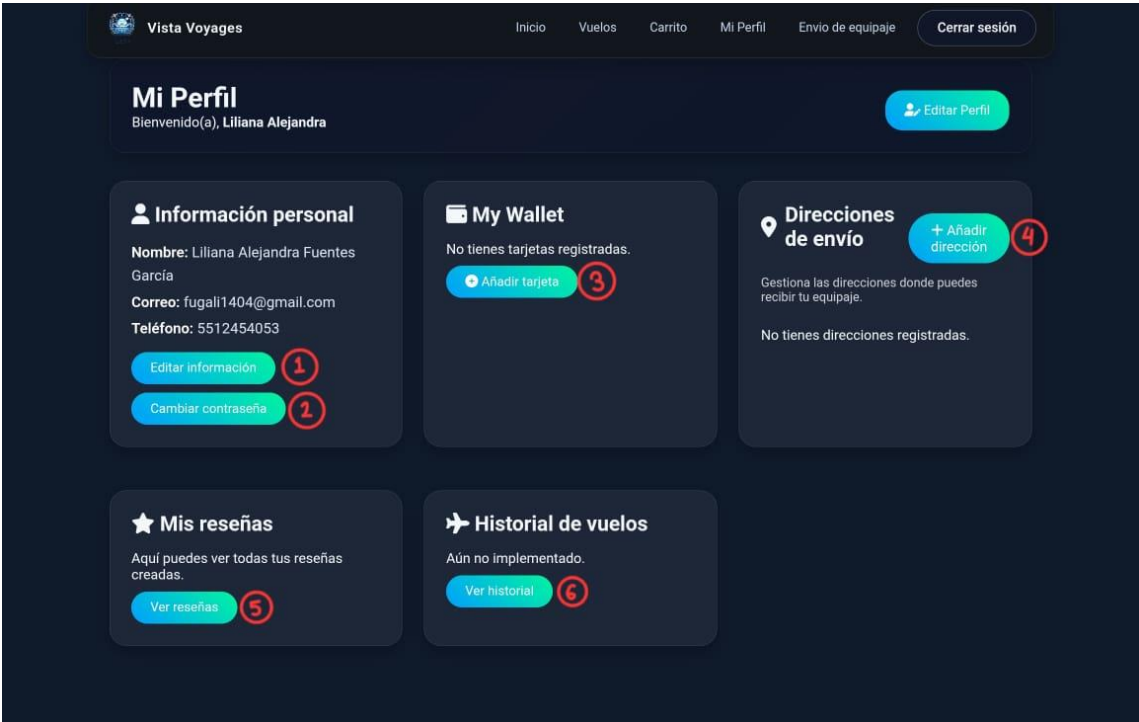 Vista Voyages
Inicio
Vuelos
Carrito
Mi Perfil
Envio de equipaje
Cerrar sesión
Mi Perfil
Bienvenido(a), Liliana Alejandra
Editar Perfil
Información personal
Nombre: Liliana Alejandra Fuentes
García
Correo: fugali1404@gmail.com
Teléfono: 5512454053
Editar información
1
Cambiar contraseña
2
My Wallet
No tienes tarjetas registradas.
Añadir tarjeta
3
Direcciones
de envío
+ Añadir
dirección
4
Gestiona las direcciones donde puedes
recibir tu equipaje.
No tienes direcciones registradas.
Mis reseñas
Aquí puedes ver todas tus reseñas
creadas.
Ver reseñas
5
Historial de vuelos
Aún no implementado.
Ver historial
6